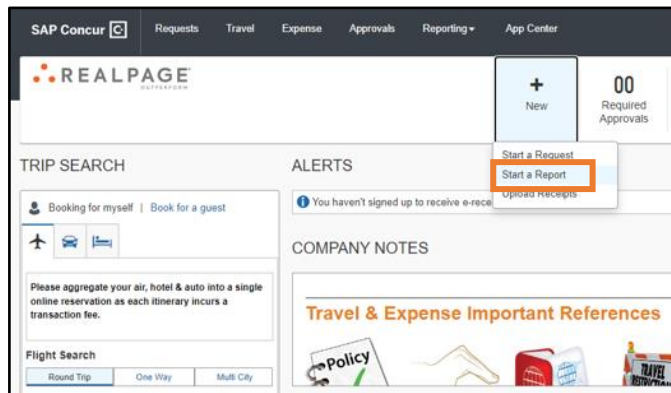 SAP Concur C Requests Travel Expense Approvals Reporting App Center
REALPAGE
OUTPERFORM
+ New
00 Required Approvals
Start a Request
Start a Report
Upload Receipts
TRIP SEARCH
Booking for myself | Book for a guest
Please aggregate your air, hotel & auto into a single
online reservation as each itinerary incurs a
transaction fee.
Flight Search
Round Trip One Way Multi City
ALERTS
You haven't signed up to receive e-rece
COMPANY NOTES
Travel & Expense Important References
Policy
TRAVEL